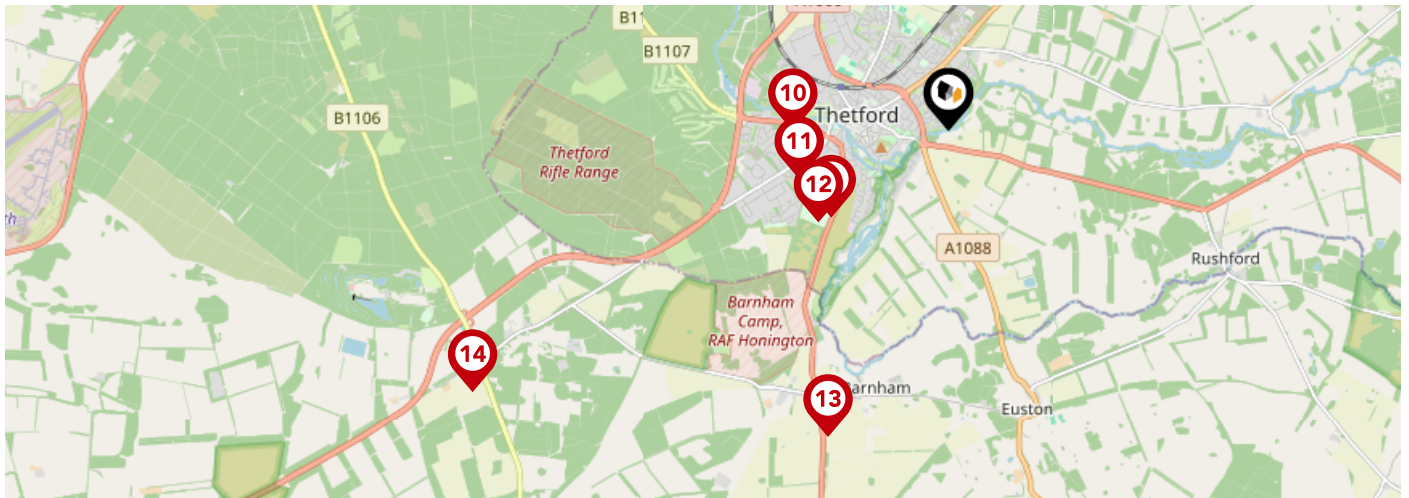 B11
B1107
10
Thetford
B1106
11
Thetford
Rifle Range
12
A1088
Rushford
th
Barnham
Camp,
RAF Honington
14
13
Barnham
Euston